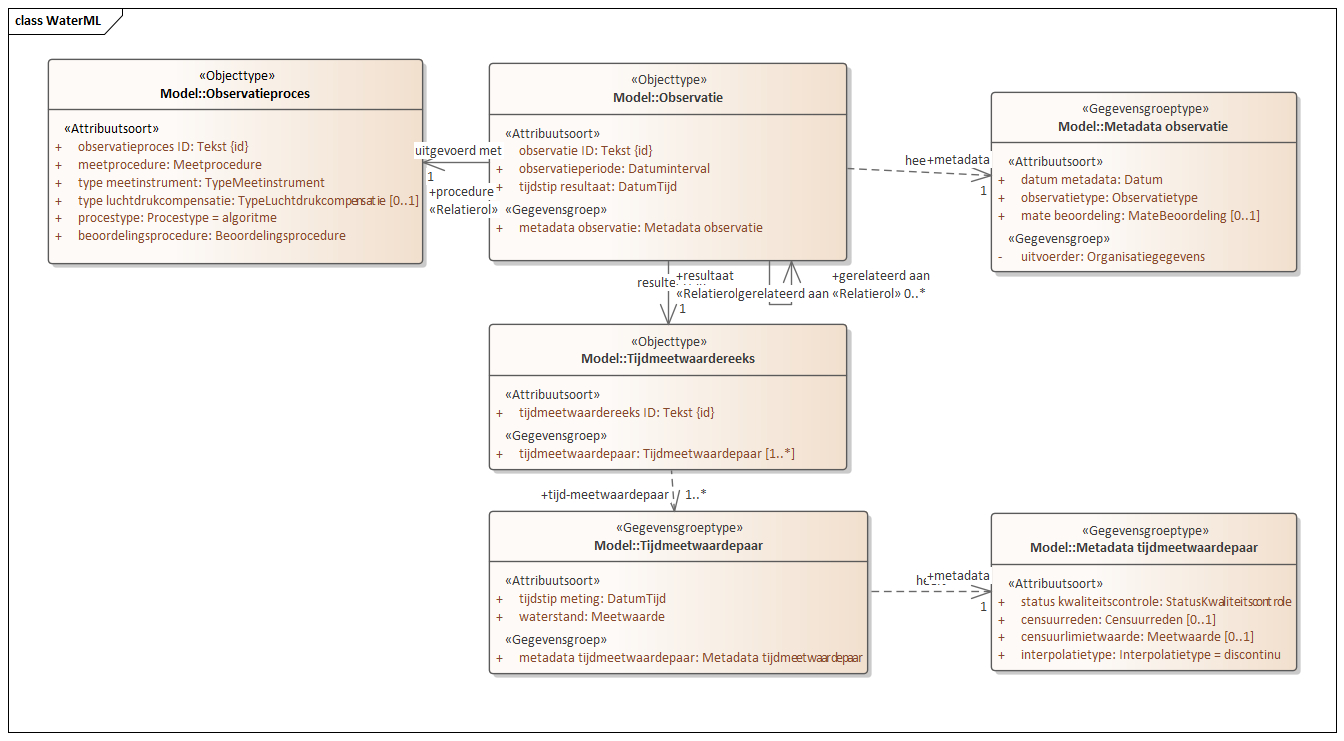 class WaterML
«Objecttype»
Model::Observatieproces
«Attribuutsoort»
+ observatieproces ID: Tekst {id}
+ meetprocedure: Meetprocedure
+ type meetinstrument: TypeMeetinstrument
+ type luchtdrukcompensatie: TypeLuchtdrukcompensatie [0..1]
+ procestype: Procestype = algoritme
+ beoordelingsprocedure: Beoordelingsprocedure
uitgevoerd met
1
+procedure
«Relatierol»
«Objecttype»
Model::Observatie
«Attribuutsoort»
observatie ID: Tekst {id}
+ observatieperiode: Datuminterval
+ tijdstip resultaat: DatumTijd
«Gegevensgroep»
+ metadata observatie: Metadata observatie
+metadata
1
«Gegevensgroeptype»
Model::Metadata observatie
«Attribuutsoort»
+ datum metadata: Datum
+ observatietype: Observatietype
+ mate beoordeling: MateBeoordeling [0..1]
«Gegevensgroep»
- uitvoerder: Organisatiegegevens
+resultaat
«Relatierol
1
gerelateerd aan
+gerelateerd aan
«Relatierol» 0..*
«Objecttype»
Model::Tijdmeetwaardereeks
«Attribuutsoort»
+ tijdmeetwaardereeks ID: Tekst {id}
«Gegevensgroep»
+ tijdmeetwaardepaar: Tijdmeetwaardepaar [1..*]
+tijd-meetwaardepaar 1..*
«Gegevensgroeptype»
Model::Tijdmeetwaardepaar
«Attribuutsoort»
+ tijdstip meting: DatumTijd
+ waterstand: Meetwaarde
«Gegevensgroep»
+ metadata tijdmeetwaardepaar: Metadata tijdmeetwaardepaar
+metadata
1
«Gegevensgroeptype»
Model::Metadata tijdmeetwaardepaar
«Attribuutsoort»
+ status kwaliteitscontrole: StatusKwaliteitscontrole
+ censuurreden: Censuurreden [0..1]
+ censuurlimietwaarde: Meetwaarde [0..1]
+ interpolatietype: Interpolatietype = discontinu